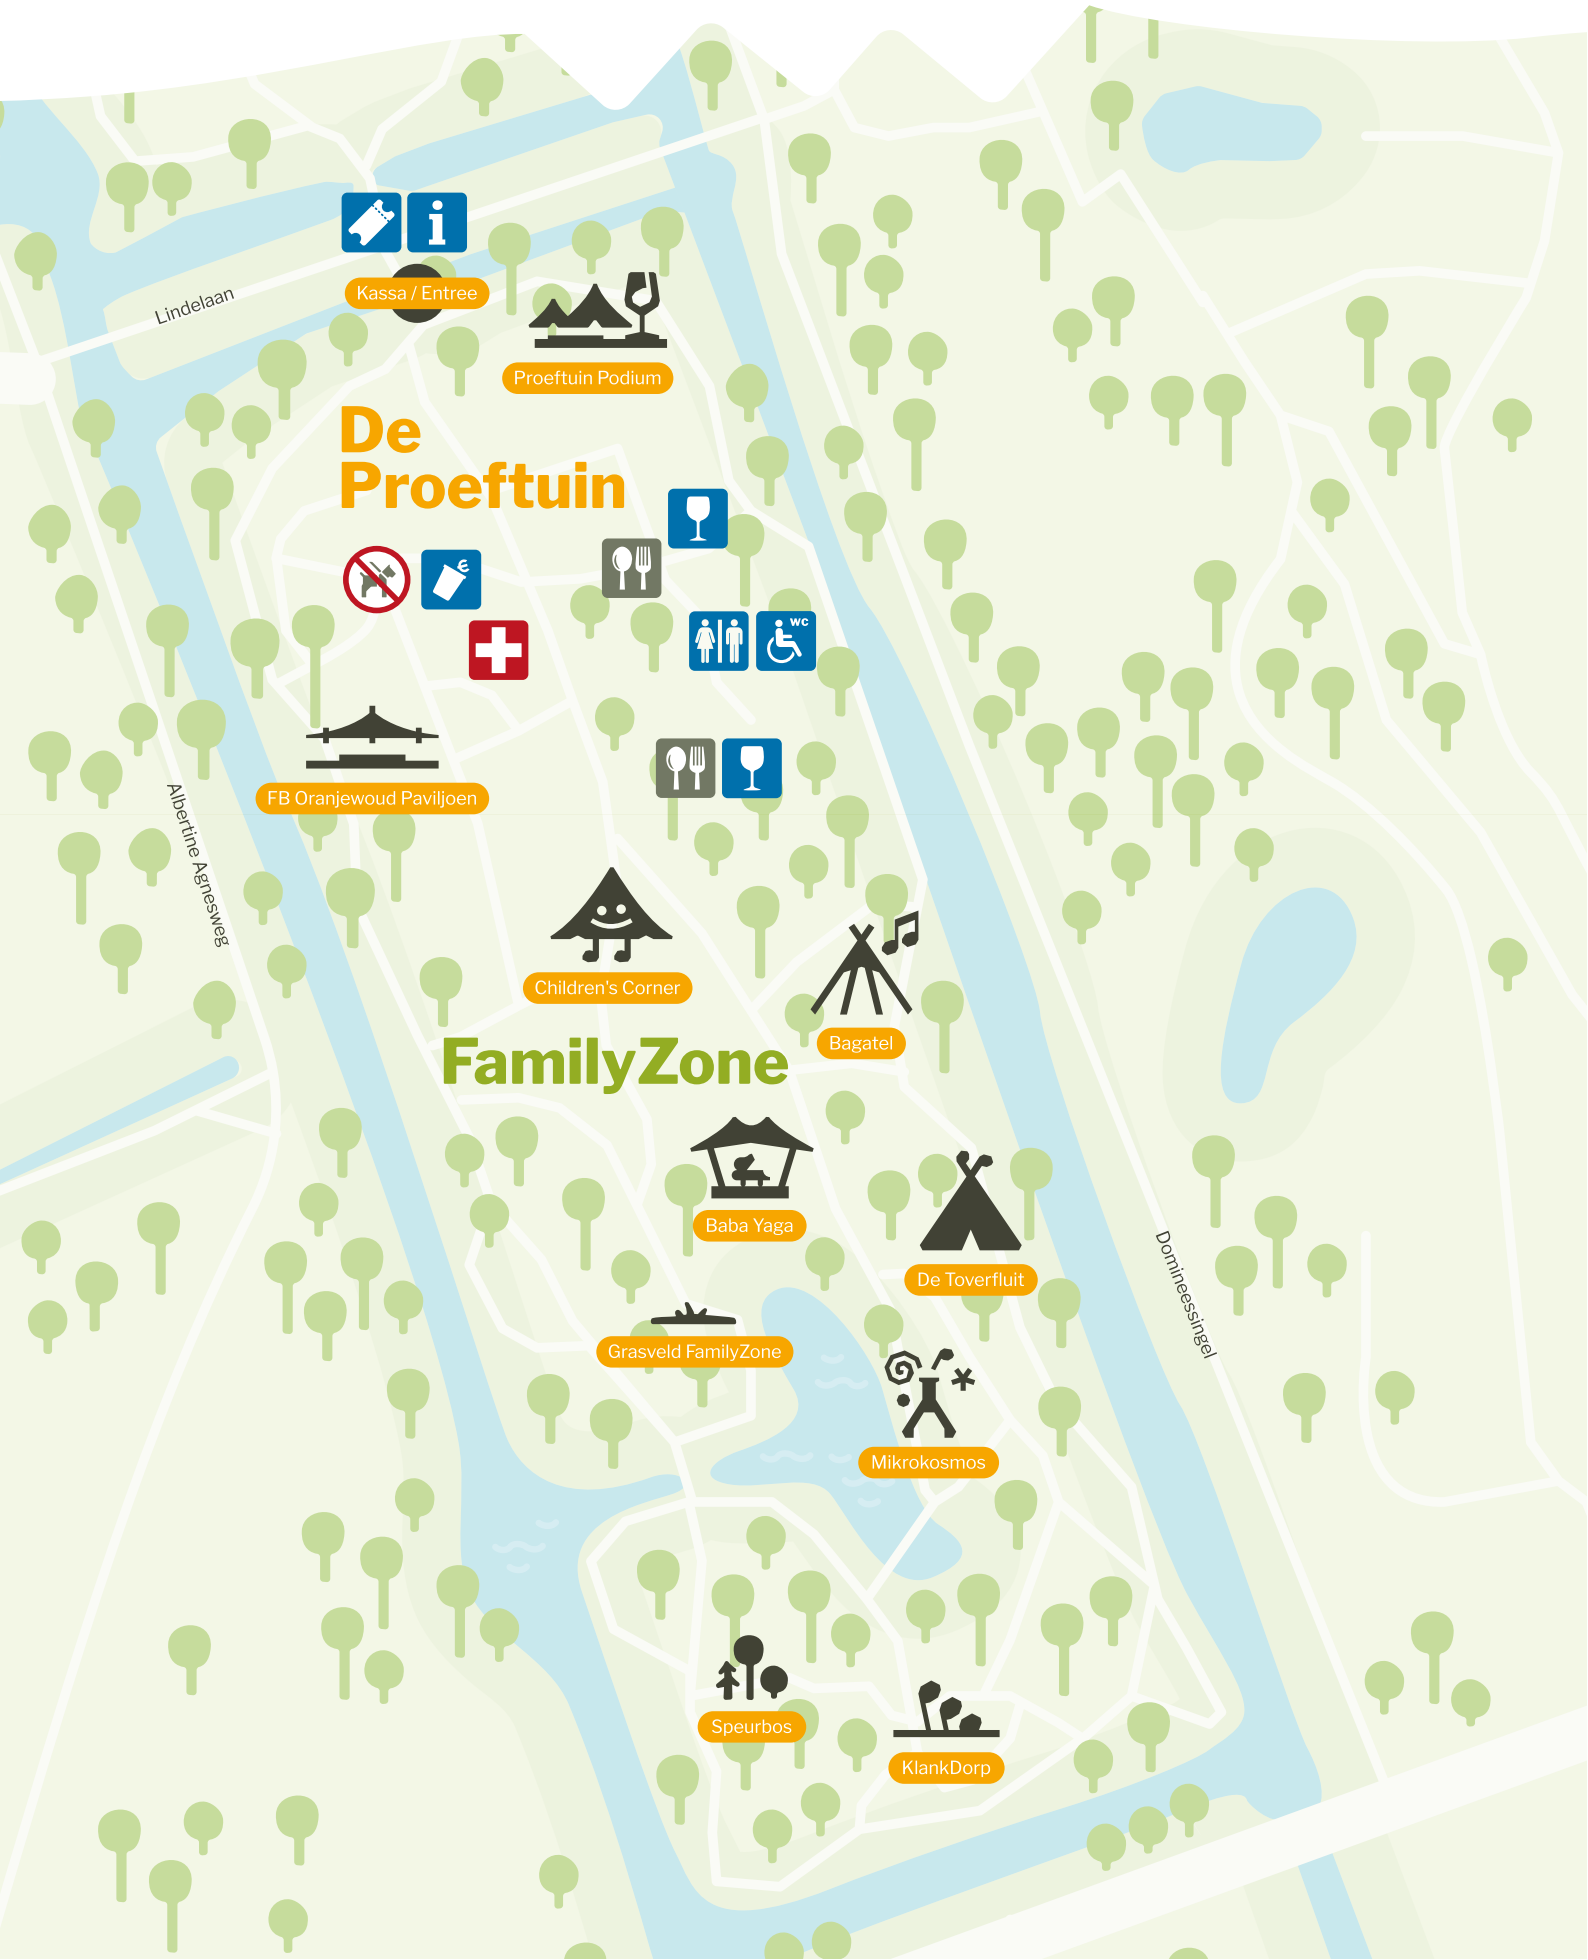 Lindelaan
Kassa / Entree
Proeftuin Podium
De
Proeftuin
WC
FB Oranjewoud Paviljoen
Albertine Agnesweg
Children's Corner
Bagatel
FamilyZone
Baba Yaga
De Toverfluit
Domineessingel
Grasveld FamilyZone
Mikrokosmos
Speurbos
KlankDorp